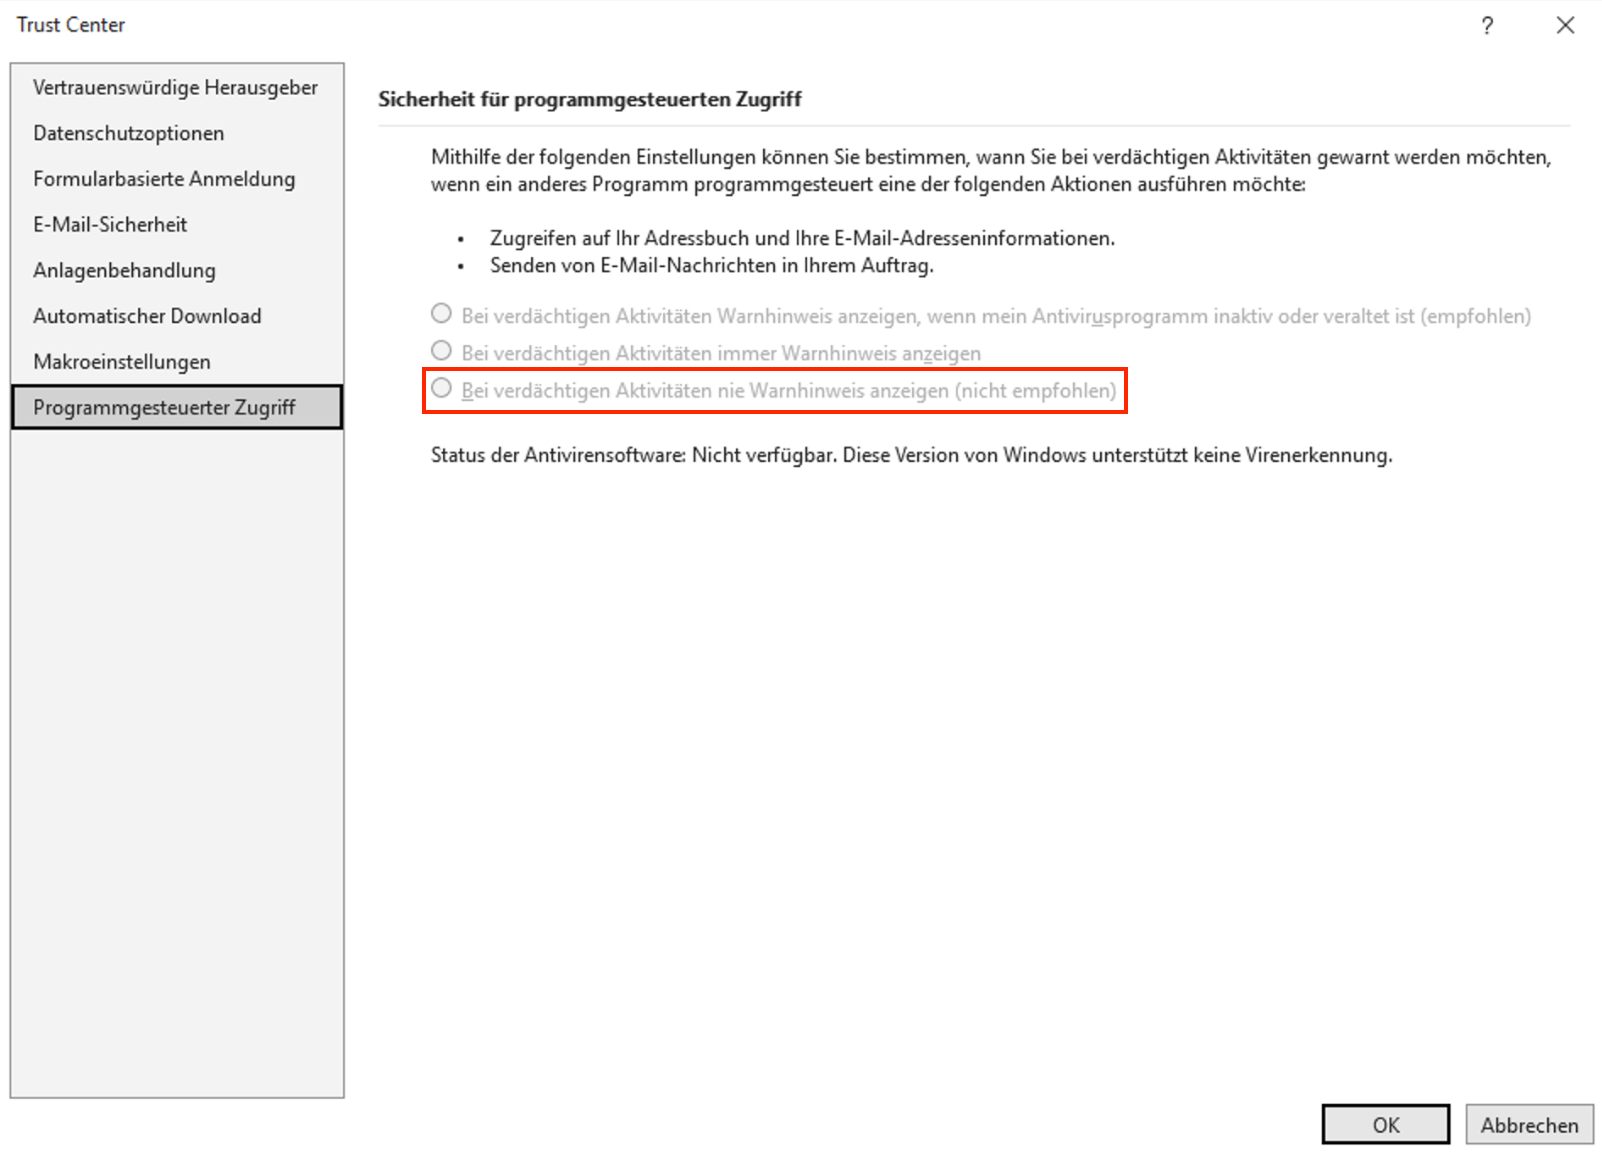 Trust Center
?
Vertrauenswürdige Herausgeber
Datenschutzoptionen
Formularbasierte Anmeldung
E-Mail-Sicherheit
Anlagenbehandlung
Automatischer Download
Makroeinstellungen
Programmgesteuerter Zugriff
Sicherheit für programmgesteuerten Zugriff
Mithilfe der folgenden Einstellungen können Sie bestimmen, wann Sie bei verdächtigen Aktivitäten gewarnt werden möchten,
wenn ein anderes Programm programmgesteuert eine der folgenden Aktionen ausführen möchte:
• Zugreifen auf Ihr Adressbuch und Ihre E-Mail-Adresseninformationen.
• Senden von E-Mail-Nachrichten in Ihrem Auftrag.
Bei verdächtigen Aktivitäten Warnhinweis anzeigen, wenn mein Antivirusprogramm inaktiv oder veraltet ist (empfohlen)
Bei verdächtigen Aktivitäten immer Warnhinweis anzeigen
Bei verdächtigen Aktivitäten nie Warnhinweis anzeigen (nicht empfohlen)
Status der Antivirensoftware: Nicht verfügbar. Diese Version von Windows unterstützt keine Virenerkennung.
OK
Abbrechen